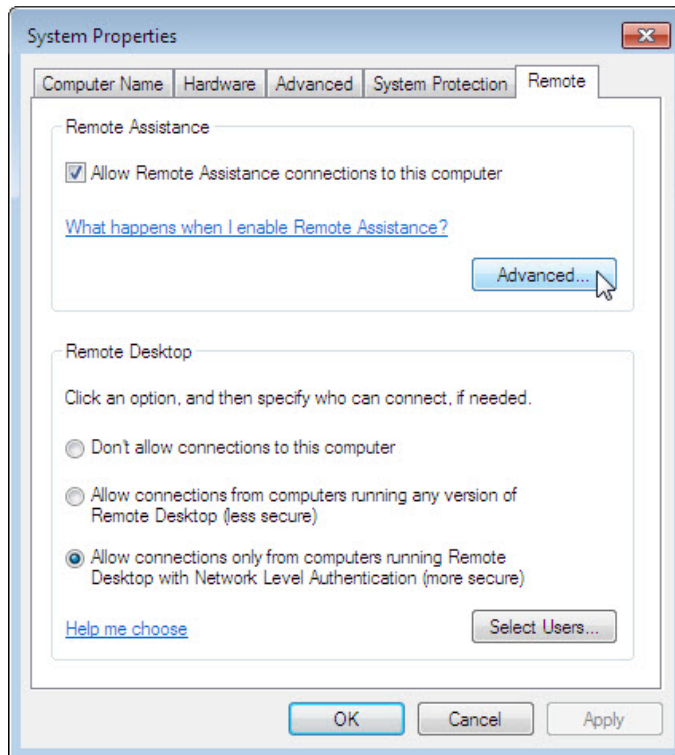 System Properties
Computer Name Hardware Advanced System Protection Remote
Remote Assistance
Allow Remote Assistance connections to this computer
What happens when I enable Remote Assistance?
Advanced...
Remote Desktop
Click an option, and then specify who can connect, if needed.
Don't allow connections to this computer
Allow connections from computers running any version of
Remote Desktop (less secure)
Allow connections only from computers running Remote
Desktop with Network Level Authentication (more secure)
Help me choose
Select Users...
OK Cancel Apply